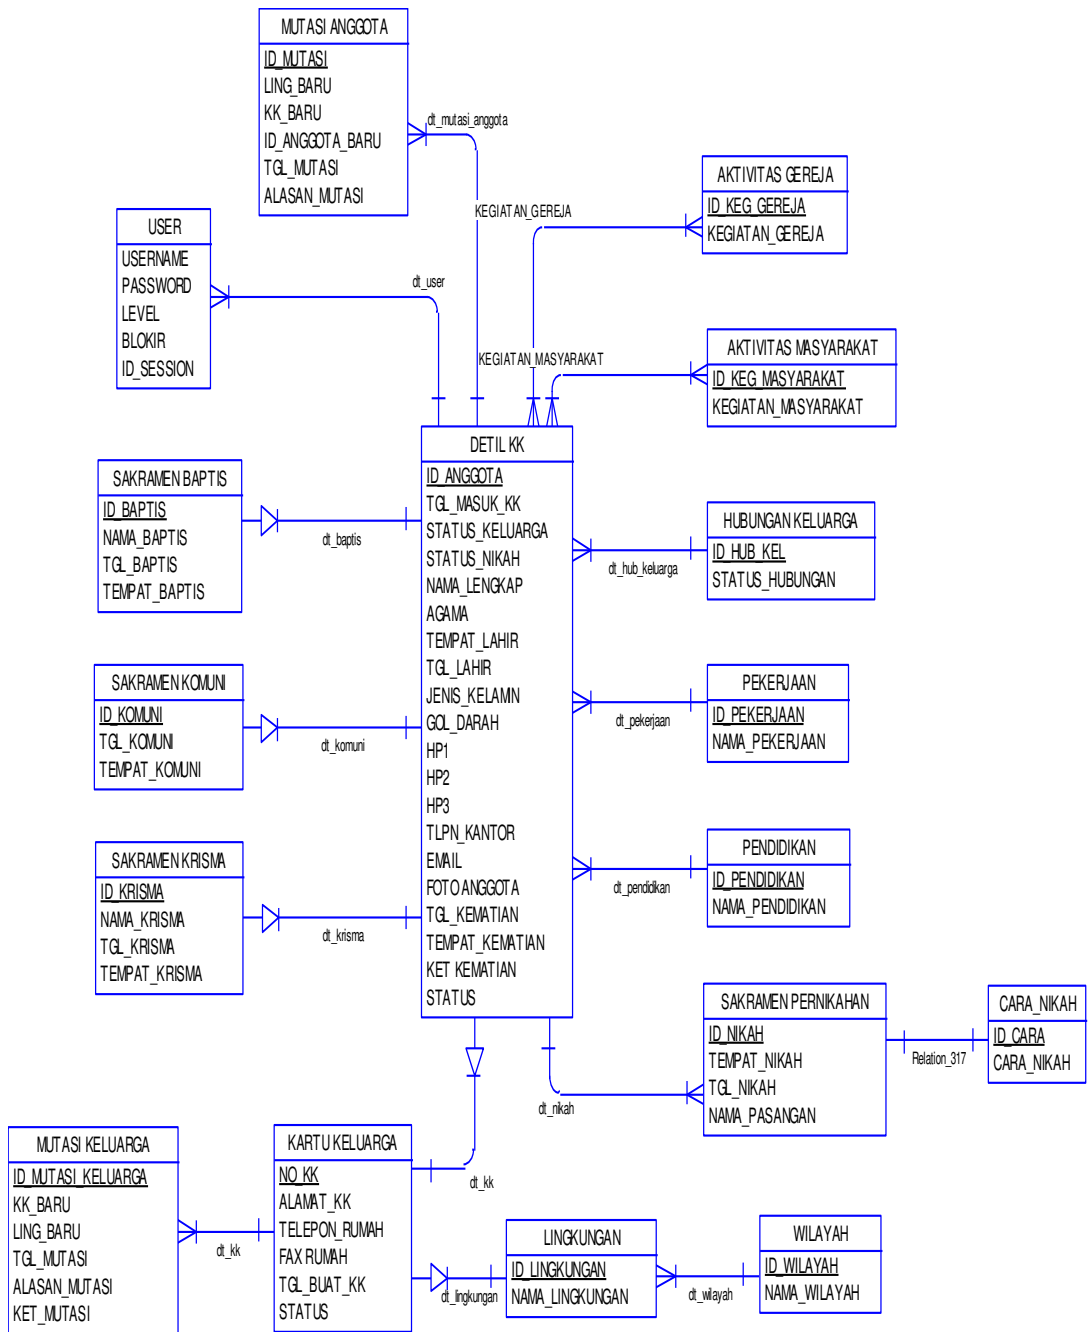 MUTASI ANGGOTA
ID_MUTASI
LING_BARU
KK_BARU
ID_ANGGOTA_BARU
TGL_MUTASI
ALASAN_MUTASI
dt_mutasi_anggota
AKTIVITAS GEREJA
ID_KEG_GEREJA
KEGIATAN_GEREJA
KEGIATAN_GEREJA
USER
USERNAME
PASSWORD
LEVEL
BLOKIR
ID_SESSION
dt_user
AKTIVITAS MASYARAKAT
ID_KEG_MASYARAKAT
KEGIATAN_MASYARAKAT
KEGIATAN_MASYARAKAT
DETIL KK
ID_ANGGOTA
TGL_MASUK_KK
STATUS_KELUARGA
STATUS_NIKAH
NAMA_LENGKAP
AGAMA
TEMPAT_LAHIR
TGL_LAHIR
JENIS_KELAMIN
GOL_DARAH
HP1
HP2
HP3
TLPN_KANTOR
EMAIL
FOTO ANGGOTA
TGL_KEMATIAN
TEMPAT_KEMATIAN
KET KEMATIAN
STATUS
SAKRAMEN BAPTIS
ID_BAPTIS
NAMA_BAPTIS
TGL_BAPTIS
TEMPAT_BAPTIS
dt_baptis
HUBUNGAN KELUARGA
ID_HUB_KEL
STATUS_HUBUNGAN
dt_hub_keluarga
SAKRAMEN KOMUNI
ID_KOMUNI
TGL_KOMUNI
TEMPAT_KOMUNI
dt_komuni
PEKERJAAN
ID_PEKERJAAN
NAMA_PEKERJAAN
dt_pekerjaan
SAKRAMEN KRISMA
ID_KRISMA
NAMA_KRISMA
TGL_KRISMA
TEMPAT_KRISMA
dt_krisma
PENDIDIKAN
ID_PENDIDIKAN
NAMA_PENDIDIKAN
dt_pendidikan
SAKRAMEN PERNIKAHAN
ID_NIKAH
TEMPAT_NIKAH
TGL_NIKAH
NAMA_PASANGAN
dt_nikah
Relation_317
CARA_NIKAH
ID_CARA
CARA_NIKAH
MUTASI KELUARGA
ID_MUTASI_KELUARGA
KK_BARU
LING_BARU
TGL_MUTASI
ALASAN_MUTASI
KET_MUTASI
dt_kk
KARTU KELUARGA
NO_KK
ALAMAT_KK
TELEPON_RUMAH
FAX RUMAH
TGL_BUAT_KK
STATUS
dt_kk
dt_lingkungan
LINGKUNGAN
ID_LINGKUNGAN
NAMA_LINGKUNGAN
dt_wilayah
WILAYAH
ID_WILAYAH
NAMA_WILAYAH